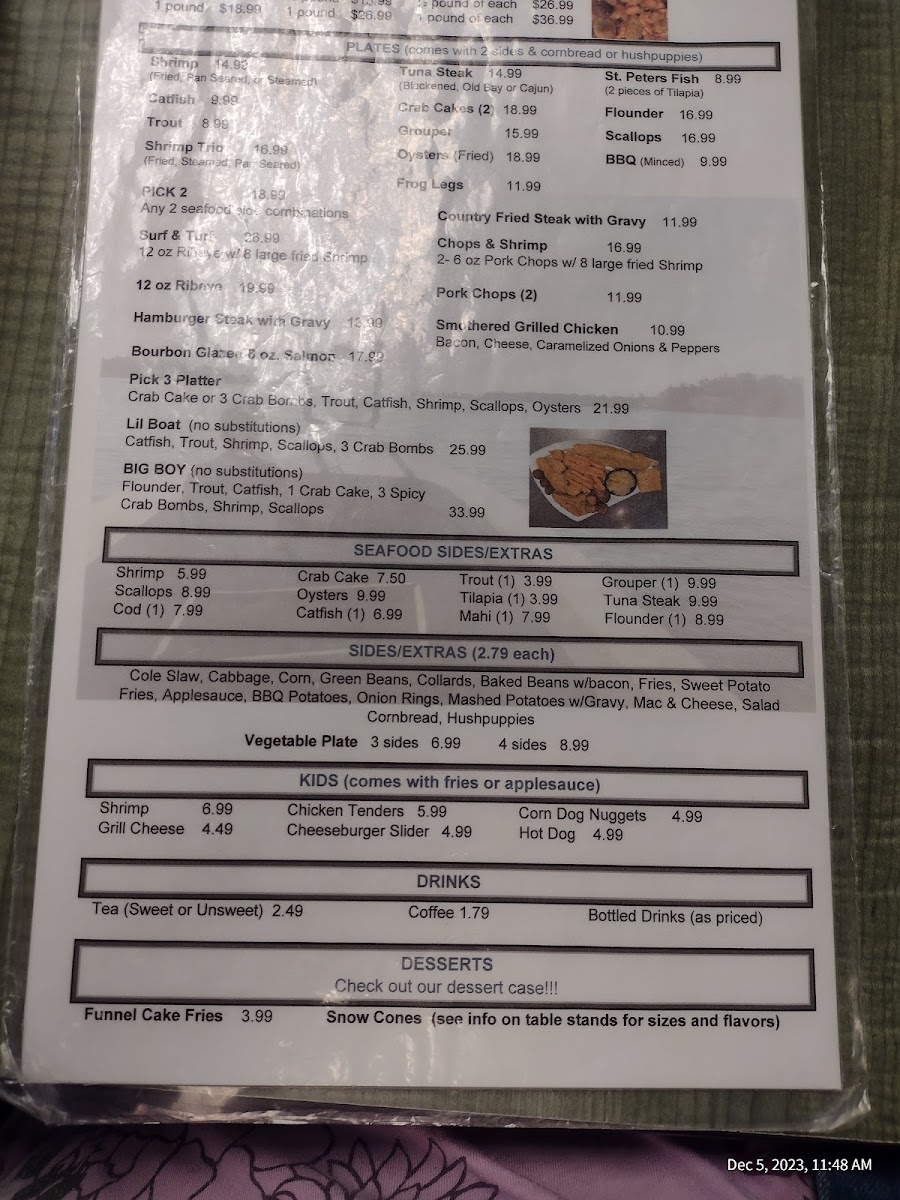 1 pound $18.99 1 pound $26.99 1 pound of each $36.99
pound of each $26.99
PLATES (comes with 2 sides & cornbread or hushpuppies)
Shrimp 14.93
(Fried, Pan Seared, or Steamed)
Catfish 9.99
Trout 8.99
Shrimp Trio 16.99
(Fried, Steamed, Pan Seared)
PICK 2 18.99
Any 2 seafood combinations
Surf & Turf 26.99
12 oz Ribeye w/ 8 large fried Shrimp
12 oz Ribeye 19.99
Hamburger Steak with Gravy 13.99
Bourbon Glazed 8 oz. Salmon 17.99
Tuna Steak 14.99
(Blackened, Old Bay or Cajun)
Crab Cakes (2) 18.99
Grouper 15.99
Oysters (Fried) 18.99
Frog Legs 11.99
St. Peters Fish 8.99
(2 pieces of Tilapia)
Flounder 16.99
Scallops 16.99
BBQ (Minced) 9.99
Country Fried Steak with Gravy 11.99
Chops & Shrimp 16.99
2- 6 oz Pork Chops w/ 8 large fried Shrimp
Pork Chops (2) 11.99
Smothered Grilled Chicken 10.99
Bacon, Cheese, Caramelized Onions & Peppers
Pick 3 Platter
Crab Cake or 3 Crab Bombs, Trout, Catfish, Shrimp, Scallops, Oysters 21.99
Lil Boat (no substitutions)
Catfish, Trout, Shrimp, Scallops, 3 Crab Bombs 25.99
BIG BOY (no substitutions)
Flounder, Trout, Catfish, 1 Crab Cake, 3 Spicy
Crab Bombs, Shrimp, Scallops 33.99
SEAFOOD SIDES/EXTRAS
Shrimp 5.99 Crab Cake 7.50 Trout (1) 3.99 Grouper (1) 9.99
Scallops 8.99 Oysters 9.99 Tilapia (1) 3.99 Tuna Steak 9.99
Cod (1) 7.99 Catfish (1) 6.99 Mahi (1) 7.99 Flounder (1) 8.99
SIDES/EXTRAS (2.79 each)
Cole Slaw, Cabbage, Corn, Green Beans, Collards, Baked Beans w/bacon, Fries, Sweet Potato
Fries, Applesauce, BBQ Potatoes, Onion Rings, Mashed Potatoes w/Gravy, Mac & Cheese, Salad
Cornbread, Hushpuppies
Vegetable Plate 3 sides 6.99 4 sides 8.99
KIDS (comes with fries or applesauce)
Shrimp 6.99 Chicken Tenders 5.99 Corn Dog Nuggets 4.99
Grill Cheese 4.49 Cheeseburger Slider 4.99 Hot Dog 4.99
DRINKS
Tea (Sweet or Unsweet) 2.49 Coffee 1.79 Bottled Drinks (as priced)
DESSERTS
Check out our dessert case!!!
Funnel Cake Fries 3.99 Snow Cones (see info on table stands for sizes and flavors)
Dec 5, 2023, 11:48 AM